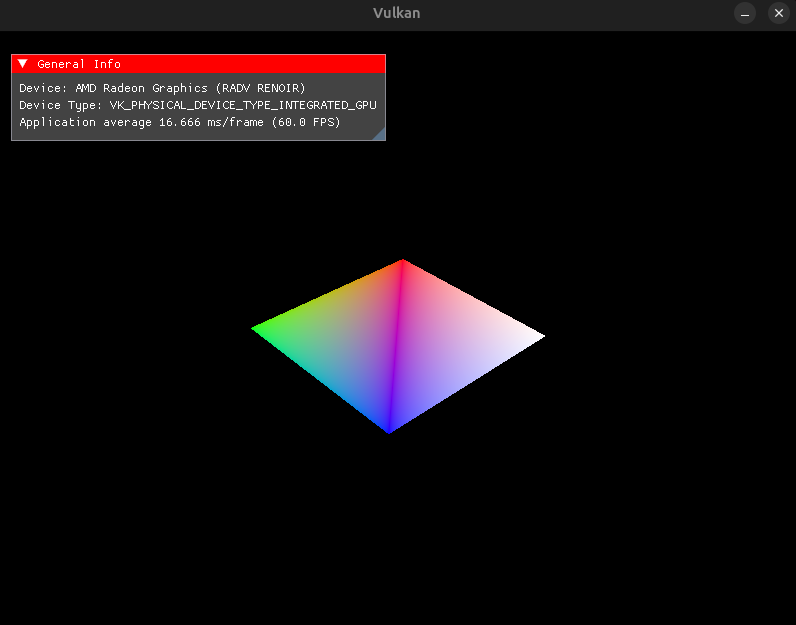 Vulkan
General Info
Device: AMD Radeon Graphics (RADV RENOIR)
Device Type: VK_PHYSICAL_DEVICE_TYPE_INTEGRATED_GPU
Application average 16.666 ms/frame (60.0 FPS)